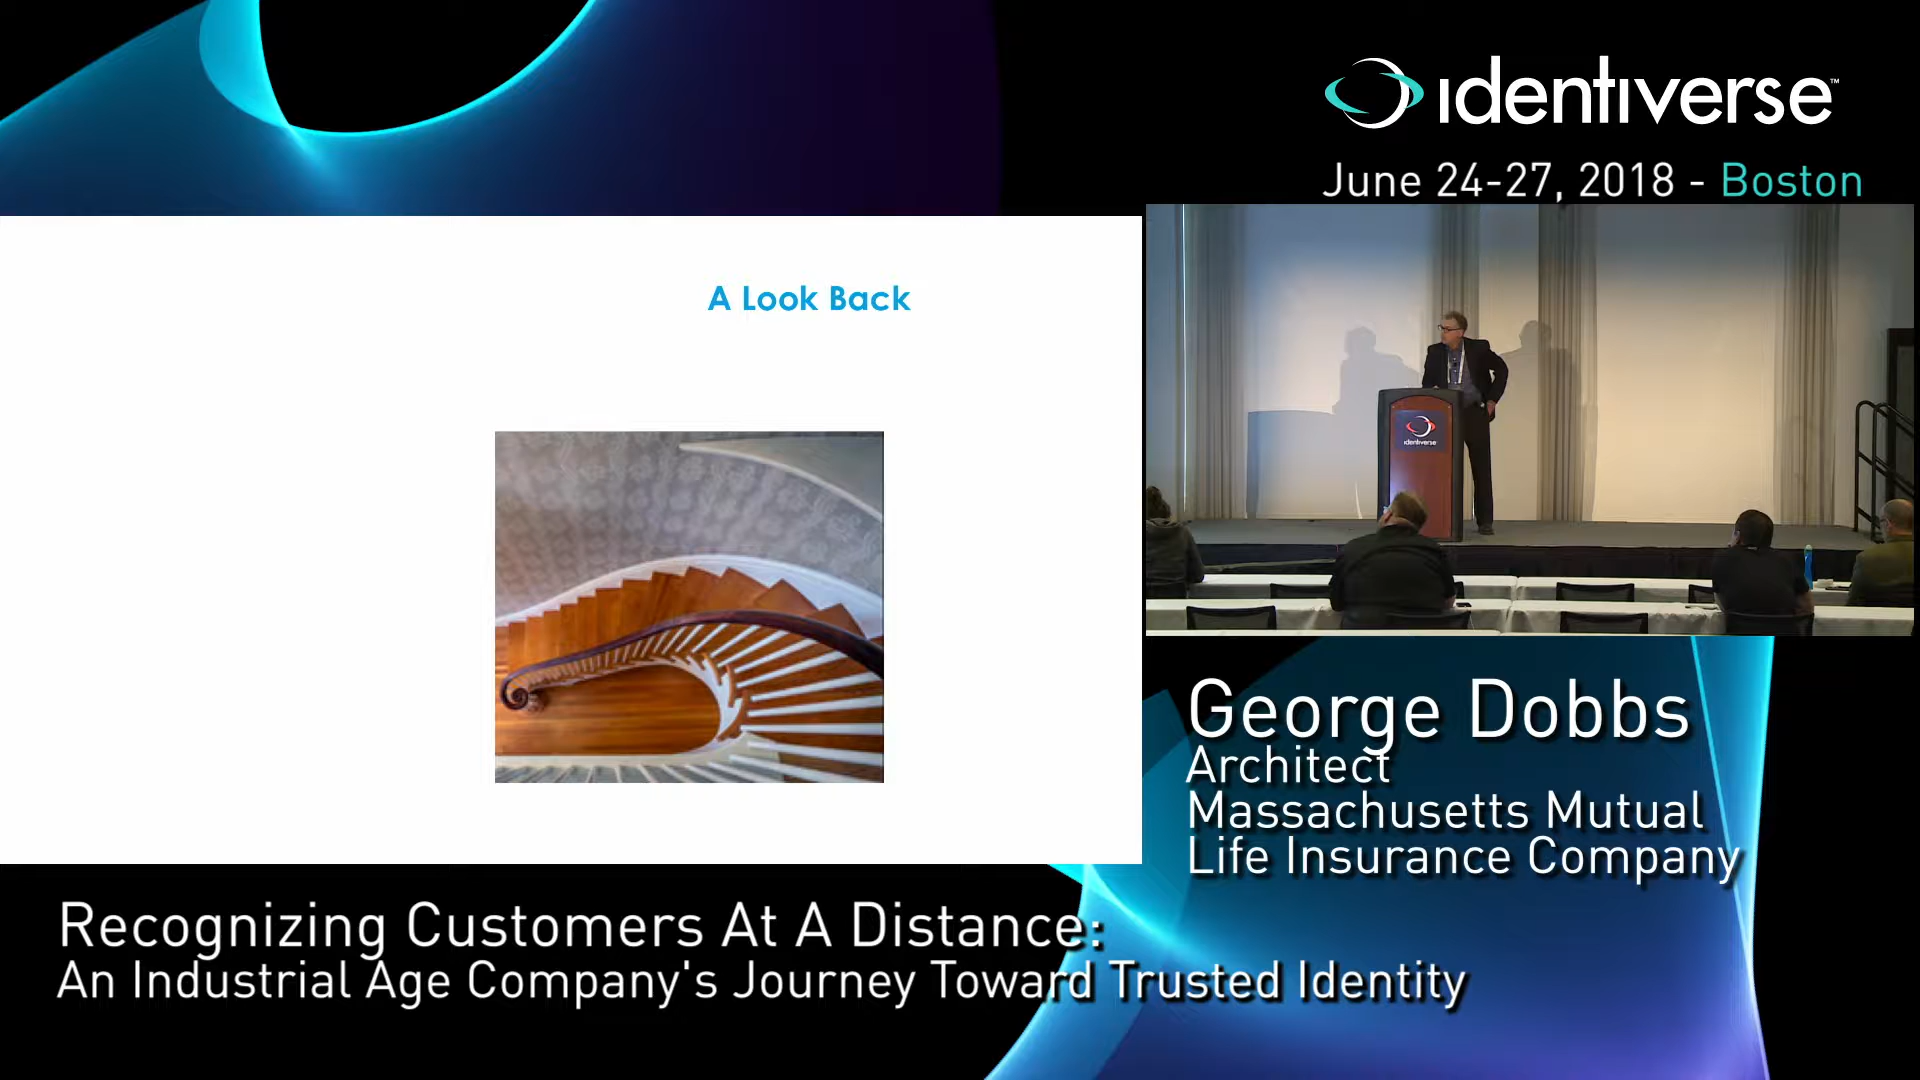 identiverse™
June 24-27, 2018 - Boston
A Look Back
identiverse
George Dobbs
Architect
Massachusetts Mutual
Life Insurance Company
Recognizing Customers At A Distance:
An Industrial Age Company's Journey Toward Trusted Identity